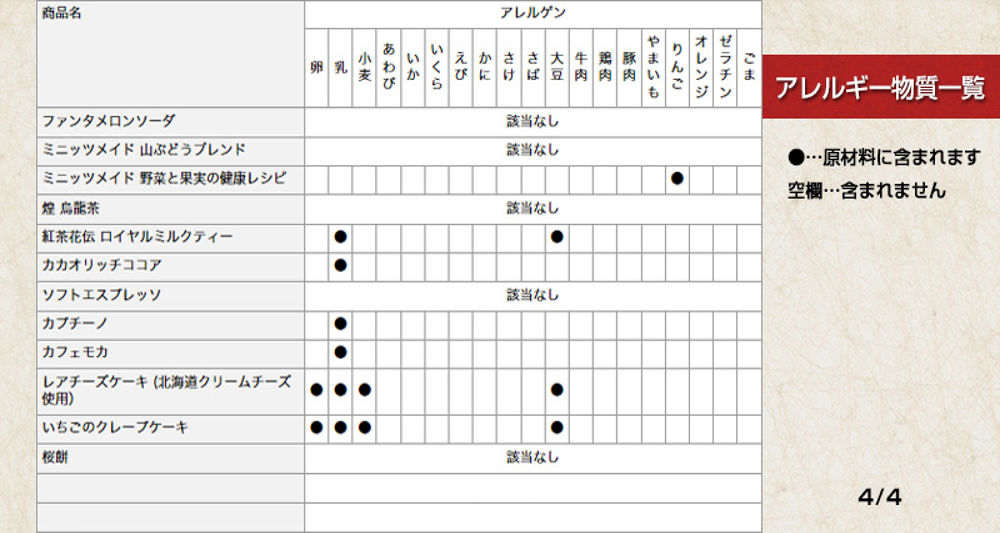 商品名
アレルゲン
卵 乳 小麦 あわび いか いくら えび かに さけ さば 大豆 牛肉 鶏肉 豚肉 やまいも りんご オレンジ ゼラチン ごま
ファンタメロンソーダ 該当なし
ミニッツメイド 山ぶどうブレンド 該当なし
ミニッツメイド 野菜と果実の健康レシピ ●
煌 烏龍茶 該当なし
紅茶花伝 ロイヤルミルクティー ● ●
カカオリッチココア ●
ソフトエスプレッソ 該当なし
カプチーノ ●
カフェモカ ●
レアチーズケーキ (北海道クリームチーズ
使用) ● ● ● ●
いちごのクレープケーキ ● ● ● ●
桜餅 該当なし
アレルギー物質一覧
●…原材料に含まれます
空欄…含まれません
4/4